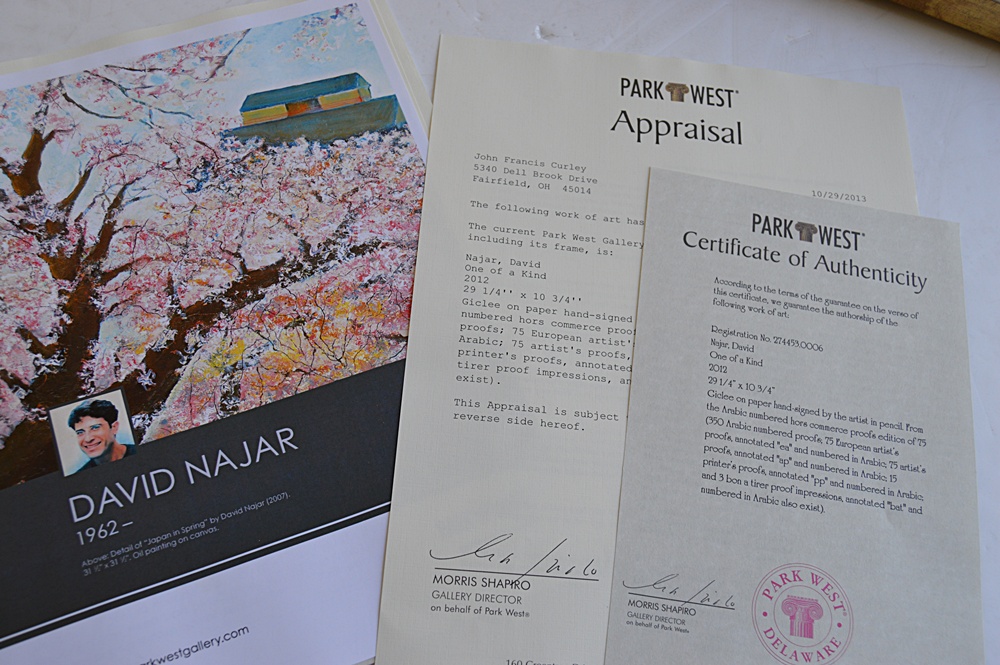 DAVID NAJAR
1962 –
Above: Detail of "Japan in Spring" by David Najar (2007).
31 ½" x 31 ½". Oil painting on canvas.
parkwestgallery.com
PARK WEST®
Appraisal
John Francis Curley
5340 Dell Brook Drive
Fairfield, OH 45014
10/29/2013
The following work of art has
The current Park West Gallery
including its frame, is:
Najar, David
One of a Kind
2012
29 1/4'' x 10 3/4''
Giclee on paper hand-signed
numbered hors commerce proof
proofs; 75 European artist's
Arabic; 75 artist's proofs,
printer's proofs, annotated
tirer proof impressions, an
exist).
This Appraisal is subject
reverse side hereof.
MORRIS SHAPIRO
GALLERY DIRECTOR
on behalf of Park West®
160
PARK WEST®
Certificate of Authenticity
According to the terms of the guarantee on the verso of
this certificate, we guarantee the authorship of the
following work of art:
Registration No. 274453.0006
Najar, David
One of a Kind
2012
29 1/4" x 10 3/4"
Giclee on paper hand-signed by the artist in pencil. From
the Arabic numbered hors commerce proofs edition of 75
(350 Arabic numbered proofs; 75 European artist's
proofs, annotated "ea" and numbered in Arabic; 75 artist's
proofs, annotated "ap" and numbered in Arabic; 15
printer's proofs, annotated "pp" and numbered in Arabic;
and 3 bon a tirer proof impressions, annotated "bat" and
numbered in Arabic also exist).
MORRIS SHAPIRO
GALLERY DIRECTOR
on behalf of Park West®
PARK WEST®
DELAWARE